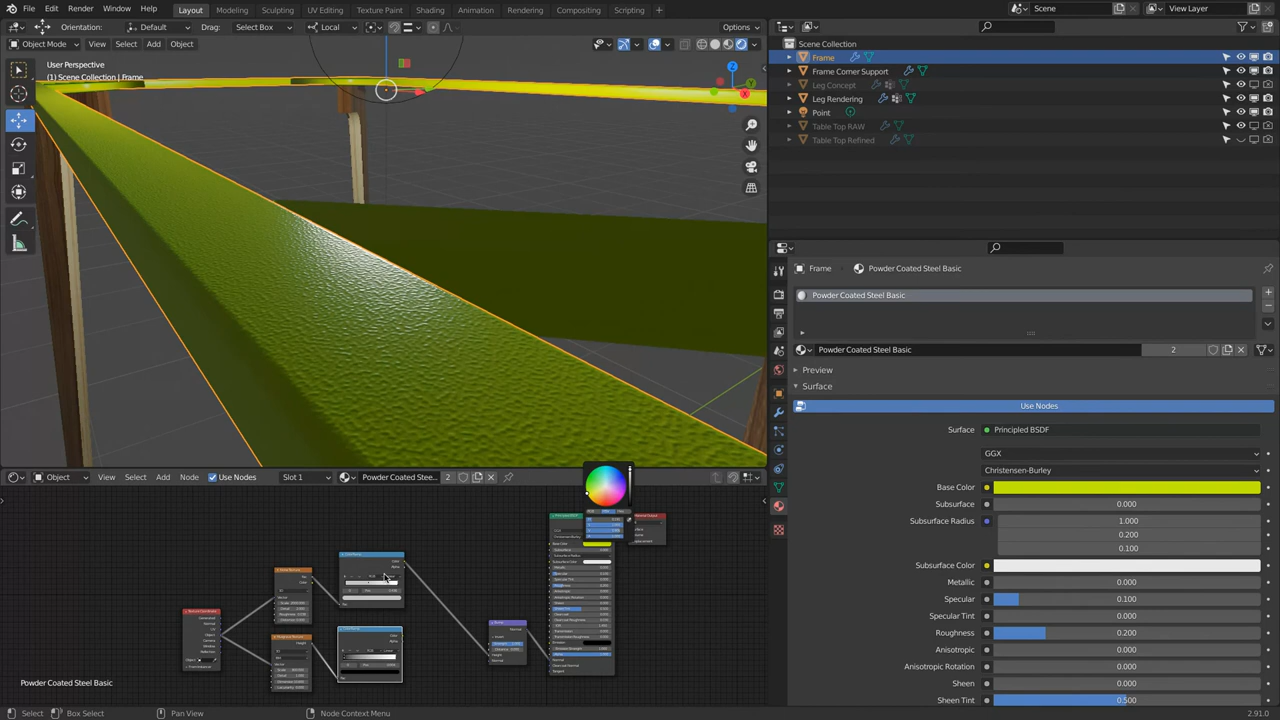 File Edit Render Window Help Layout Modeling Sculpting UV Editing Texture Paint Shading Animation Rendering Compositing Scripting Scene View Layer
Orientation: Default Drag: Select Box Local Options
Object Mode View Select Add Object
User Perspective
(1) Scene Collection | Frame
Scene Collection
Frame
Frame Corner Support
Leg Concept
Leg Rendering
Point
Table Top RAW
Table Top Refined
Frame Powder Coated Steel Basic
Powder Coated Steel Basic
Powder Coated Steel Basic 2
Preview
Surface
Use Nodes
Surface Principled BSDF
GGX
Christensen-Burley
Base Color
Subsurface 0.000
Subsurface Radius 1.000
0.200
0.100
Subsurface Color
Metallic 0.000
Specular 0.100
Specular Tint 0.000
Roughness 0.200
Anisotropic 0.000
Anisotropic Rotation 0.000
Sheen 0.000
Sheen Tint 0.500
Object View Select Add Node Use Nodes Slot 1 Powder Coated Stee... 2
Powder Coated Steel Basic
Select Box Select Pan View Node Context Menu 2.91.0